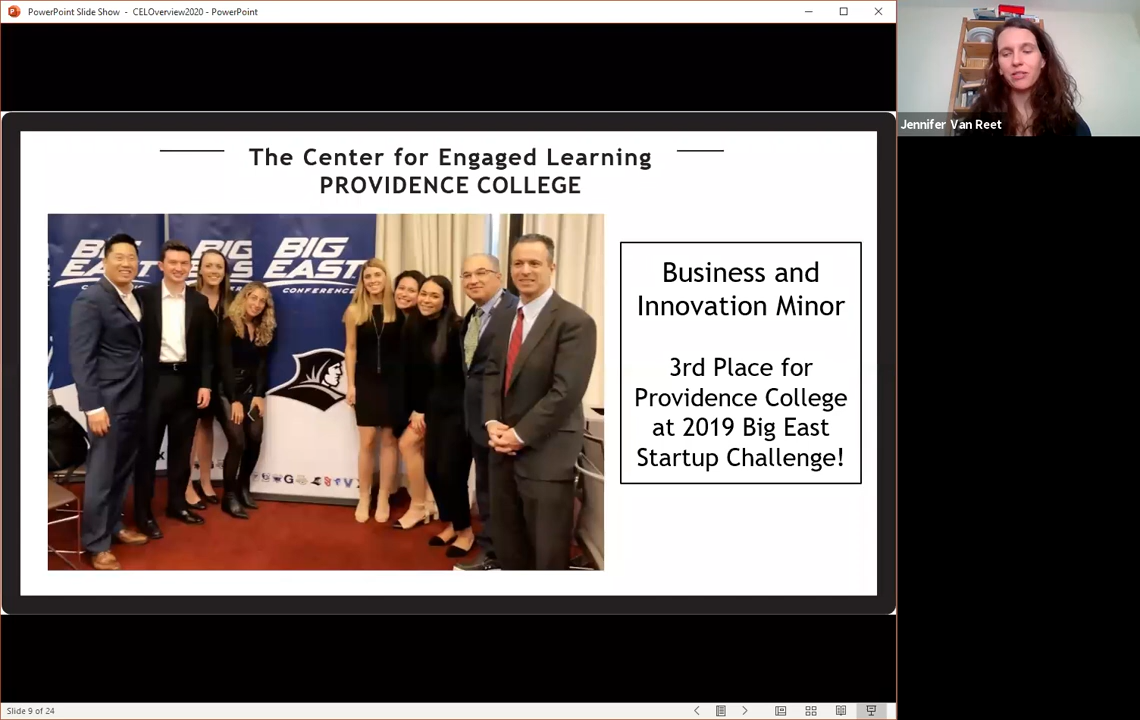 PowerPoint Slide Show - CELOverview2020 - PowerPoint
Jennifer Van Reet
The Center for Engaged Learning
PROVIDENCE COLLEGE
BIG
EAST
BIG
EAST
CONFERENCE
Business and
Innovation Minor
3rd Place for
Providence College
at 2019 Big East
Startup Challenge!
Slide 9 of 24